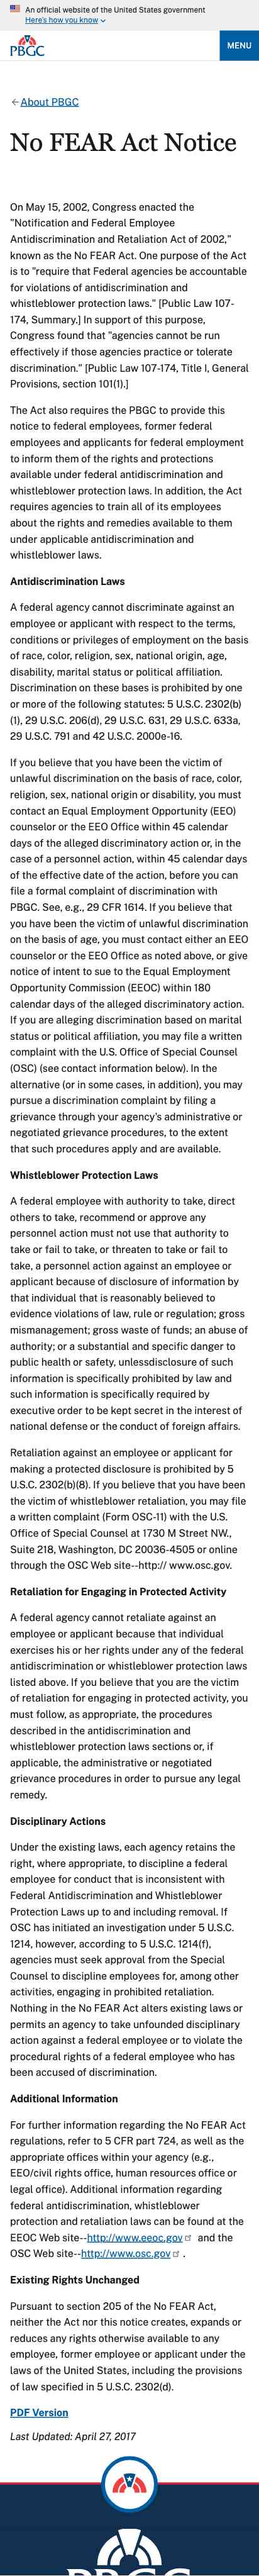 An official website of the United States government
Here's how you know
PBGC
MENU
About PBGC
No FEAR Act Notice
On May 15, 2002, Congress enacted the
"Notification and Federal Employee
Antidiscrimination and Retaliation Act of 2002,"
known as the No FEAR Act. One purpose of the Act
is to "require that Federal agencies be accountable
for violations of antidiscrimination and
whistleblower protection laws." [Public Law 107-
174, Summary.] In support of this purpose,
Congress found that "agencies cannot be run
effectively if those agencies practice or tolerate
discrimination." [Public Law 107-174, Title I, General
Provisions, section 101(1).]
The Act also requires the PBGC to provide this
notice to federal employees, former federal
employees and applicants for federal employment
to inform them of the rights and protections
available under federal antidiscrimination and
whistleblower protection laws. In addition, the Act
requires agencies to train all of its employees
about the rights and remedies available to them
under applicable antidiscrimination and
whistleblower protection laws.
Antidiscrimination Laws
A federal agency cannot discriminate against an
employee or applicant with respect to the terms,
conditions or privileges of employment on the basis
of race, color, religion, sex, national origin, age,
disability, marital status or political affiliation.
Discrimination on these bases is prohibited by one
or more of the following statutes: 5 U.S.C. 2302(b)
(1), 29 U.S.C. 206(d), 29 U.S.C. 631, 29 U.S.C. 633a,
29 U.S.C. 791 and 42 U.S.C. 2000e-16.
If you believe that you have been the victim of
unlawful discrimination on the basis of race, color,
religion, sex, national origin or disability, you must
contact an Equal Employment Opportunity (EEO)
counselor or the EEO Office within 45 calendar
days of the alleged discriminatory action or, in the
case of a personnel action, within 45 calendar days
of the effective date of the action, before you can
file a formal complaint of discrimination with
PBGC. See, e.g., 29 CFR 1614. If you believe that
you have been the victim of unlawful discrimination
on the basis of age, you must contact either an EEO
counselor or the EEO Office as noted above, or give
notice of intent to sue to the Equal Employment
Opportunity Commission (EEOC) within 180
calendar days of the alleged discriminatory action.
If you are alleging discrimination based on marital
status or political affiliation, you may file a written
complaint with the U.S. Office of Special Counsel
(OSC) (see contact information below). In the
alternative (or in some cases, in addition), you may
pursue a discrimination complaint by filing a
grievance through your agency's administrative or
negotiated grievance procedures, to the extent
that such procedures apply and are available.
Whistleblower Protection Laws
A federal employee with authority to take, direct
others to take, recommend or approve any
personnel action must not use that authority to
take or fail to take, or threaten to take or fail to
take, a personnel action against an employee or
applicant because of disclosure of information by
that individual that is reasonably believed to
evidence violations of law, rule or regulation; gross
mismanagement; gross waste of funds; an abuse of
authority; or a substantial and specific danger to
public health or safety, unlessdisclosure of such
information is specifically prohibited by law and
such information is specifically required by
executive order to be kept secret in the interest of
national defense or the conduct of foreign affairs.
Retaliation against an employee or applicant for
making a protected disclosure is prohibited by 5
U.S.C. 2302(b)(8). If you believe that you have been
the victim of whistleblower retaliation, you may file
a written complaint (Form OSC-11) with the U.S.
Office of Special Counsel at 1730 M Street NW.,
Suite 218, Washington, DC 20036-4505 or online
through the OSC Web site--http:// www.osc.gov.
Retaliation for Engaging in Protected Activity
A federal agency cannot retaliate against an
employee or applicant because that individual
exercises his or her rights under any of the federal
antidiscrimination or whistleblower protection laws
listed above. If you believe that you are the victim
of retaliation for engaging in protected activity, you
must follow, as appropriate, the procedures
described in the antidiscrimination and
whistleblower protection laws sections or, if
applicable, the administrative or negotiated
grievance procedures in order to pursue any legal
remedy.
Disciplinary Actions
Under the existing laws, each agency retains the
right, where appropriate, to discipline a federal
employee for conduct that is inconsistent with
Federal Antidiscrimination and Whistleblower
Protection Laws up to and including removal. If
OSC has initiated an investigation under 5 U.S.C.
1214, however, according to 5 U.S.C. 1214(f),
agencies must seek approval from the Special
Counsel to discipline employees for, among other
activities, engaging in prohibited retaliation.
Nothing in the No FEAR Act alters existing laws or
permits an agency to take unfounded disciplinary
action against a federal employee or to violate the
procedural rights of a federal employee who has
been accused of discrimination.
Additional Information
For further information regarding the No FEAR Act
regulations, refer to 5 CFR part 724, as well as the
appropriate offices within your agency (e.g.,
EEO/civil rights office, human resources office or
legal office). Additional information regarding
federal antidiscrimination, whistleblower
protection and retaliation laws can be found at the
EEOC Web site--http://www.eeoc.gov and the
OSC Web site--http://www.osc.gov .
Existing Rights Unchanged
Pursuant to section 205 of the No FEAR Act,
neither the Act nor this notice creates, expands or
reduces any rights otherwise available to any
employee, former employee or applicant under the
laws of the United States, including the provisions
of law specified in 5 U.S.C. 2302(d).
PDF Version
Last Updated: April 27, 2017
PBGC